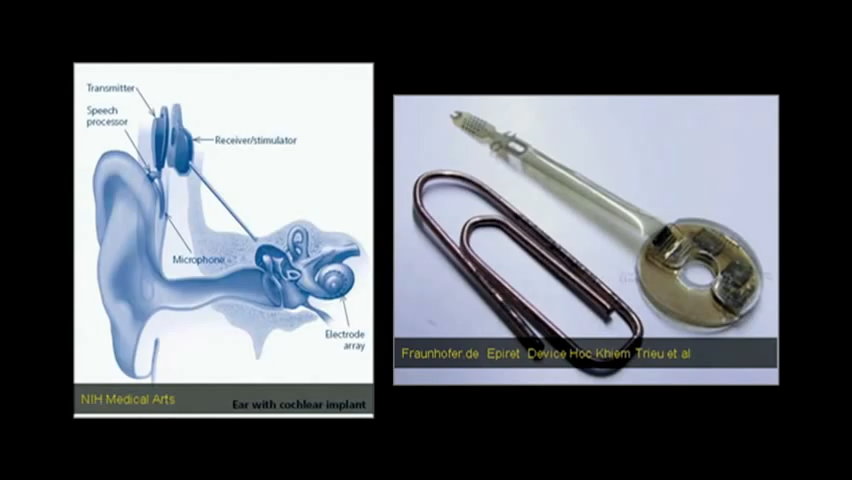 Transmitter
Speech
processor
Receiver/stimulator
Microphone
Electrode
array
NIH Medical Arts
Ear with cochlear implant
Fraunhofer.de Epiret Device Hoc Khiem Trieu et al